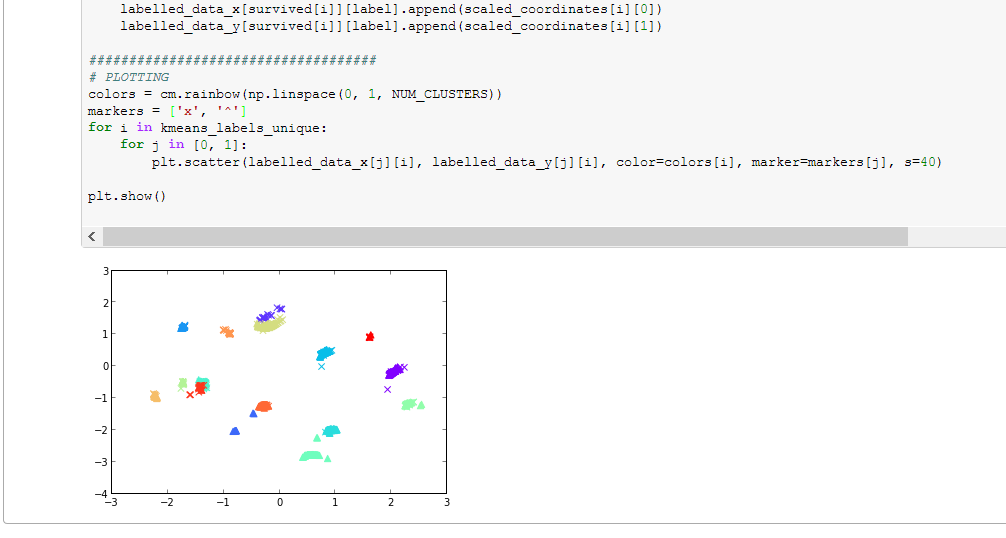 labelled_data_x[survived[i]][label].append(scaled_coordinates[i][0])
labelled_data_y[survived[i]][label].append(scaled_coordinates[i][1])
####################################
# PLOTTING
colors = cm.rainbow(np.linspace(0, 1, NUM_CLUSTERS))
markers = ['x', '^']
for i in kmeans_labels_unique:
for j in [0, 1]:
plt.scatter(labelled_data_x[j][i], labelled_data_y[j][i], color=colors[i], marker=markers[j], s=40)
plt.show()
3
2
1
0
−1
−2
−3
−4
−3 −2 −1 0 1 2 3